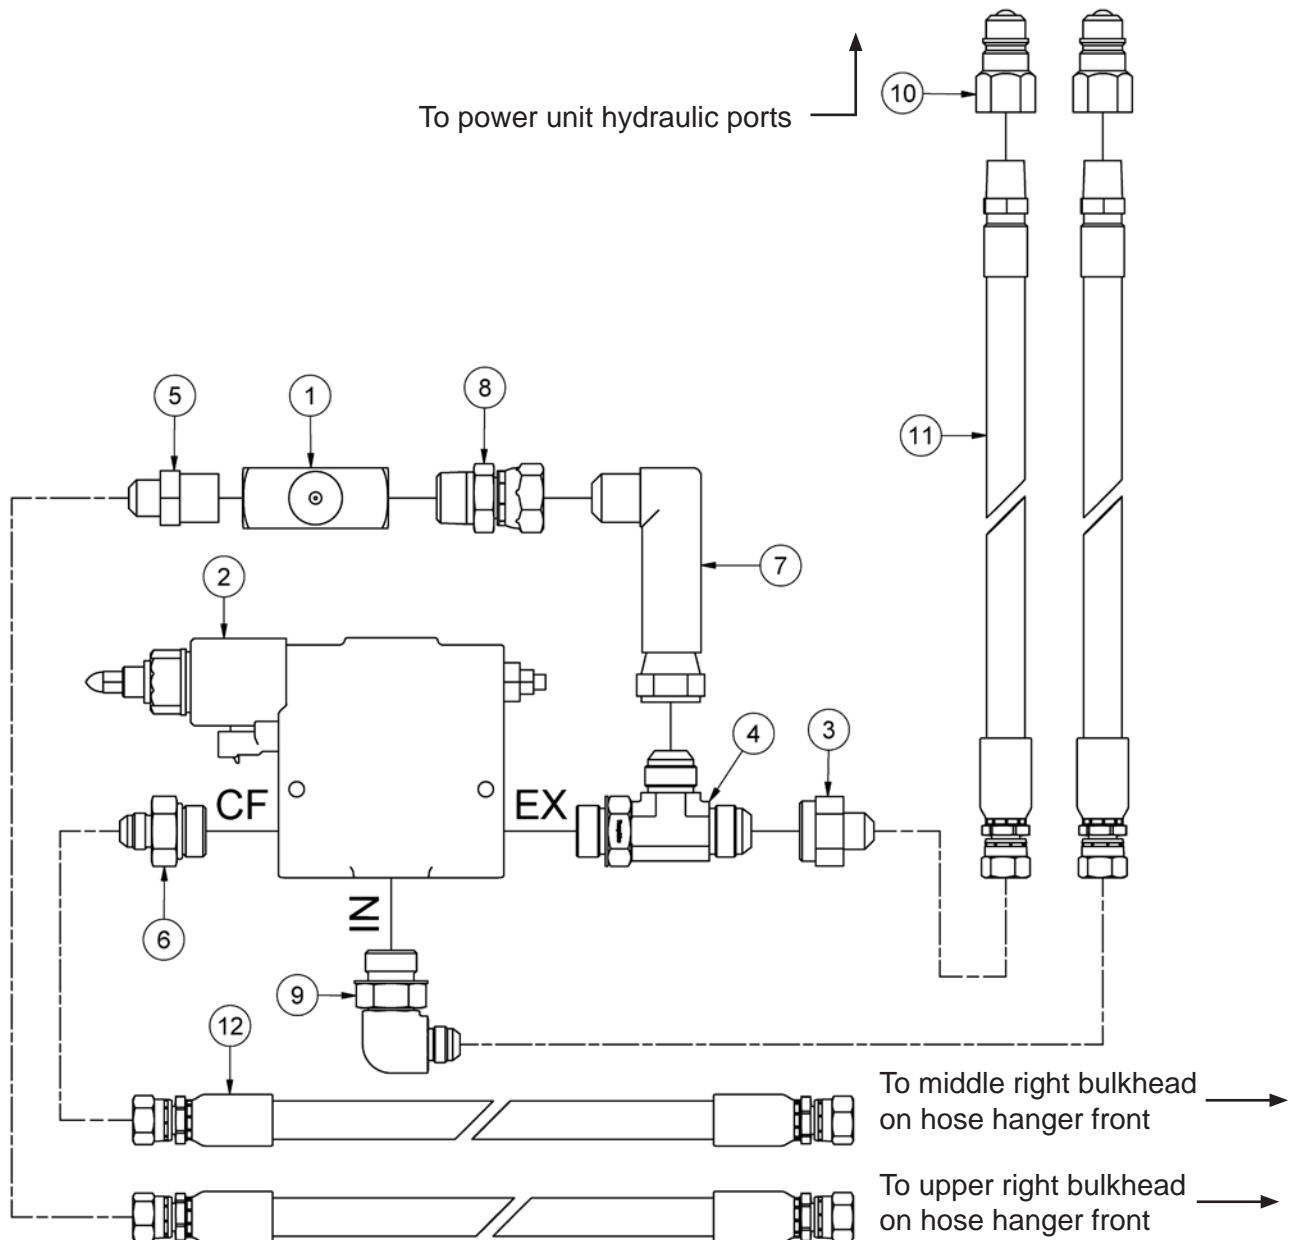 To power unit hydraulic ports
10
11
5
1
8
7
2
4
3
CF
EX
6
IN
9
12
To middle right bulkhead
on hose hanger front
To upper right bulkhead
on hose hanger front